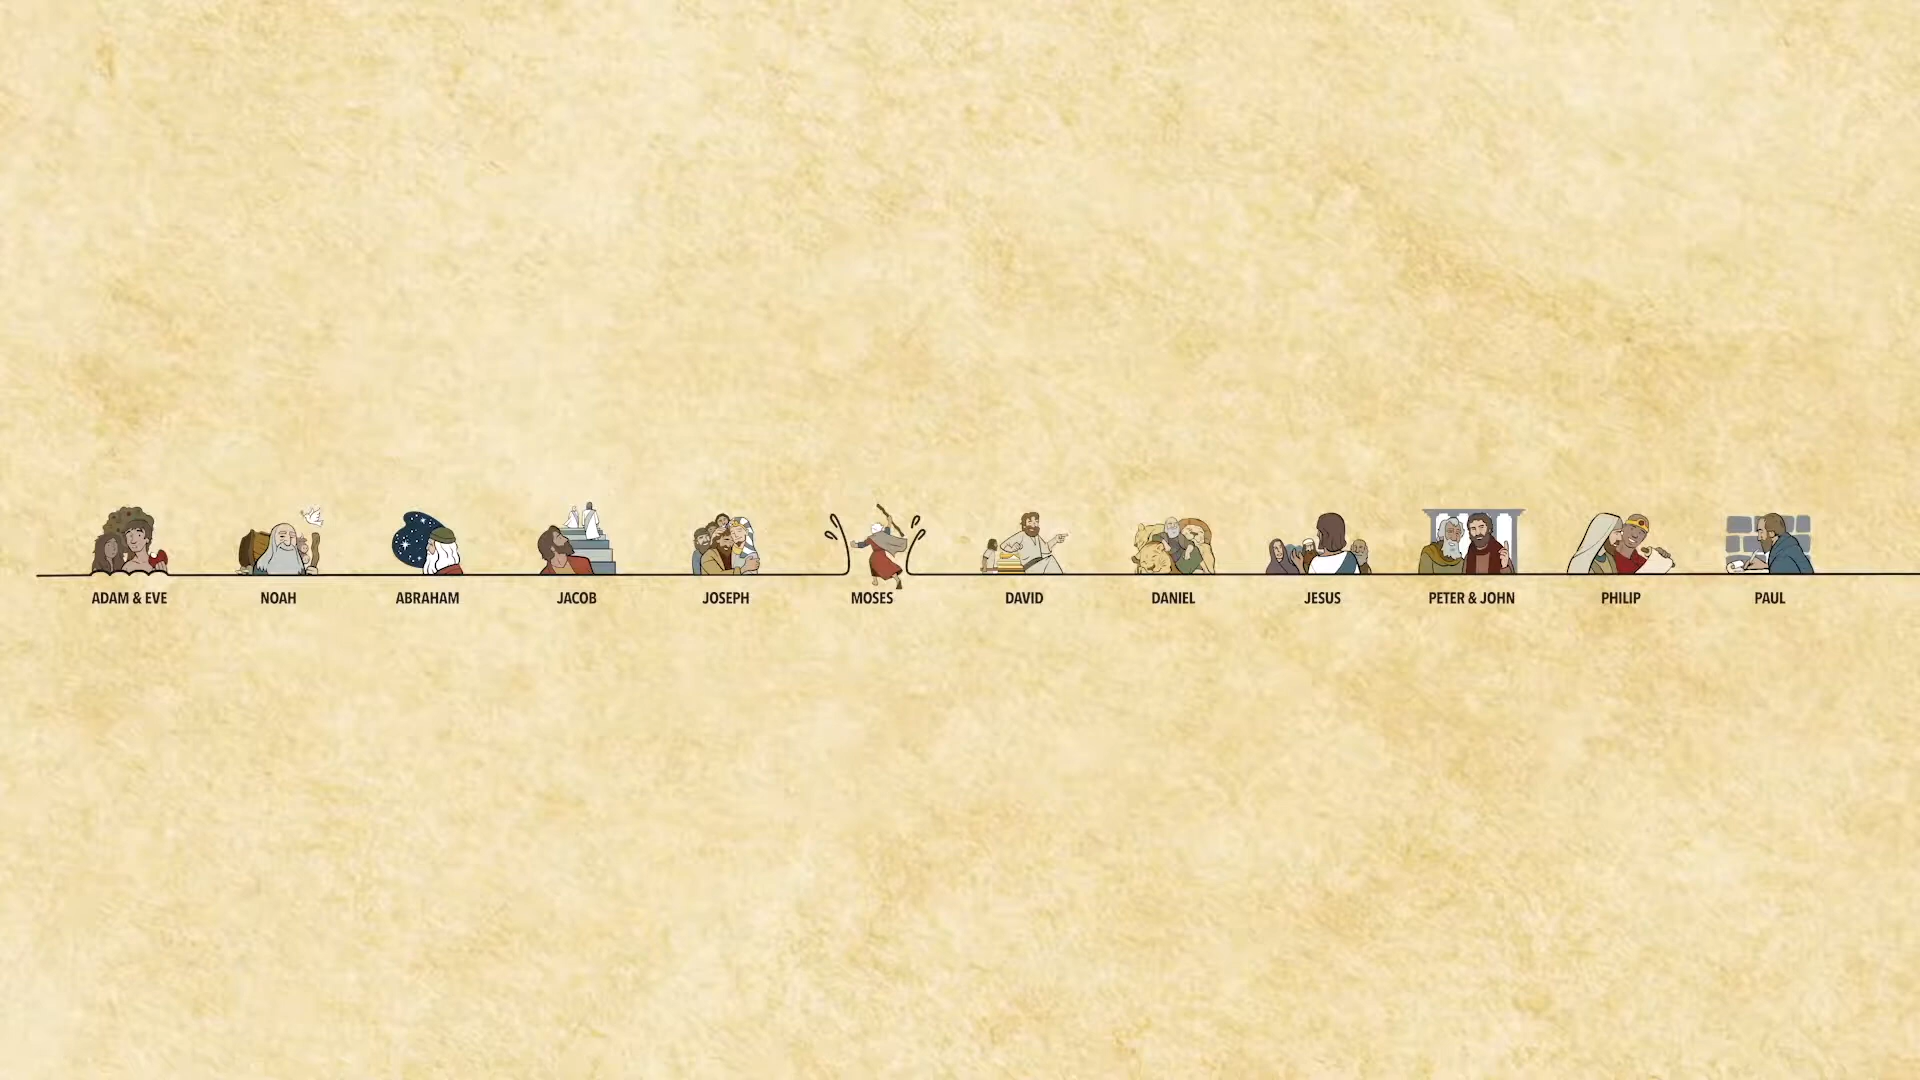 ADAM & EVE
NOAH
ABRAHAM
JACOB
JOSEPH
MOSES
DAVID
DANIEL
JESUS
PETER & JOHN
PHILIP
PAUL